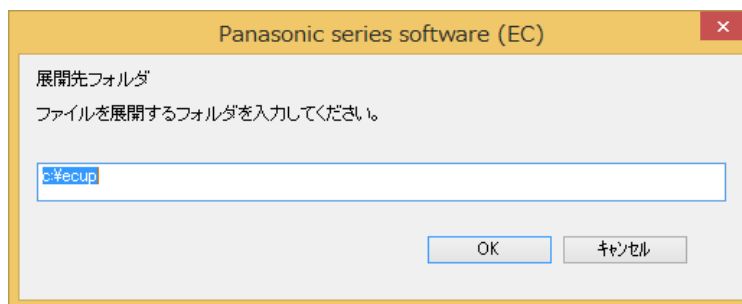 Panasonic series software (EC)
展開先フォルダ
ファイルを展開するフォルダを入力してください。
c:¥ecup
OK
キャンセル